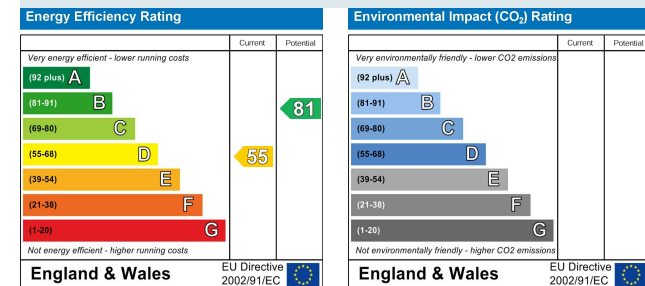 Energy Efficiency Rating
Current Potential
Very energy efficient - lower running costs
(92 plus) A
(81-91) B
(69-80) C
(55-68) D
(39-54) E
(21-38) F
(1-20) G
81
55
Not energy efficient - higher running costs
England & Wales
EU Directive
2002/91/EC
Environmental Impact (CO₂) Rating
Current Potential
Very environmentally friendly - lower CO2 emissions
(92 plus) A
(81-91) B
(69-80) C
(55-68) D
(39-54) E
(21-38) F
(1-20) G
Not environmentally friendly - higher CO2 emissions
England & Wales
EU Directive
2002/91/EC